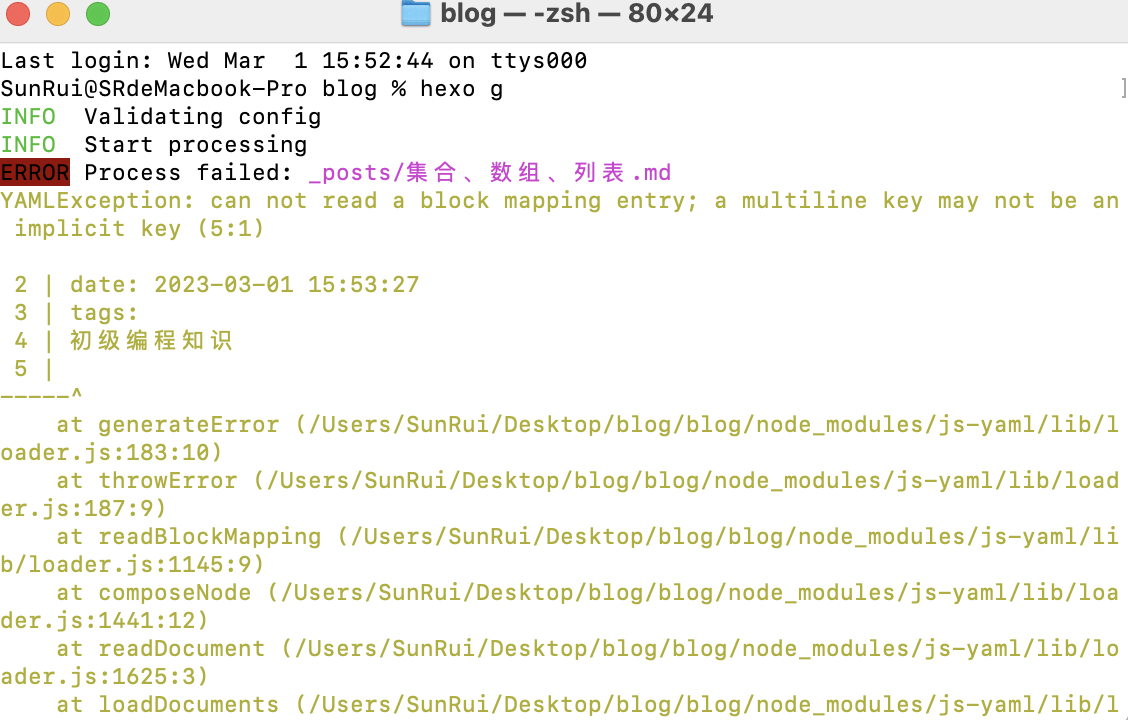 blog — -zsh — 80×24
Last login: Wed Mar  1 15:52:44 on ttys000
SunRui@SRdeMacbook-Pro blog % hexo g
INFO  Validating config
INFO  Start processing
ERROR Process failed: _posts/集合、数组、列表.md
YAMLException: can not read a block mapping entry; a multiline key may not be an
 implicit key (5:1)
 2 | date: 2023-03-01 15:53:27
 3 | tags:
 4 | 初级编程知识
 5 |
-----^
    at generateError (/Users/SunRui/Desktop/blog/blog/node_modules/js-yaml/lib/l
oader.js:183:10)
    at throwError (/Users/SunRui/Desktop/blog/blog/node_modules/js-yaml/lib/load
er.js:187:9)
    at readBlockMapping (/Users/SunRui/Desktop/blog/blog/node_modules/js-yaml/li
b/loader.js:1145:9)
    at composeNode (/Users/SunRui/Desktop/blog/blog/node_modules/js-yaml/lib/loa
der.js:1441:12)
    at readDocument (/Users/SunRui/Desktop/blog/blog/node_modules/js-yaml/lib/lo
ader.js:1625:3)
    at loadDocuments (/Users/SunRui/Desktop/blog/blog/node_modules/js-yaml/lib/l